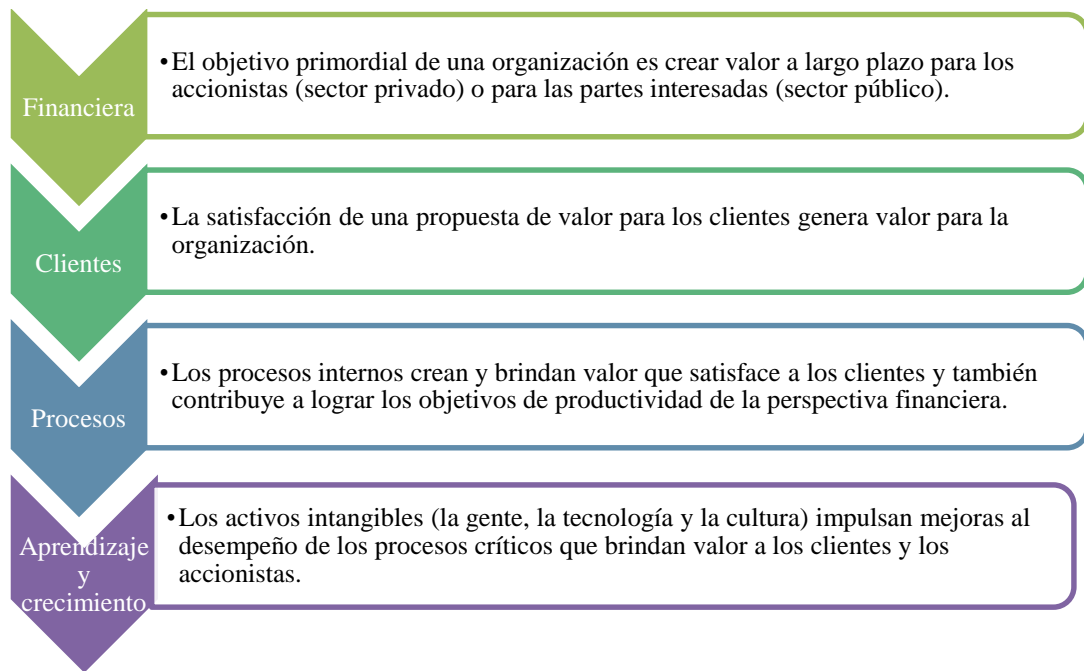 Financiera
•El objetivo primordial de una organización es crear valor a largo plazo para los
accionistas (sector privado) o para las partes interesadas (sector público).
Clientes
•La satisfacción de una propuesta de valor para los clientes genera valor para la
organización.
Procesos
•Los procesos internos crean y brindan valor que satisface a los clientes y también
contribuye a lograr los objetivos de productividad de la perspectiva financiera.
Aprendizaje
y
crecimiento
•Los activos intangibles (la gente, la tecnología y la cultura) impulsan mejoras al
desempeño de los procesos críticos que brindan valor a los clientes y los
accionistas.